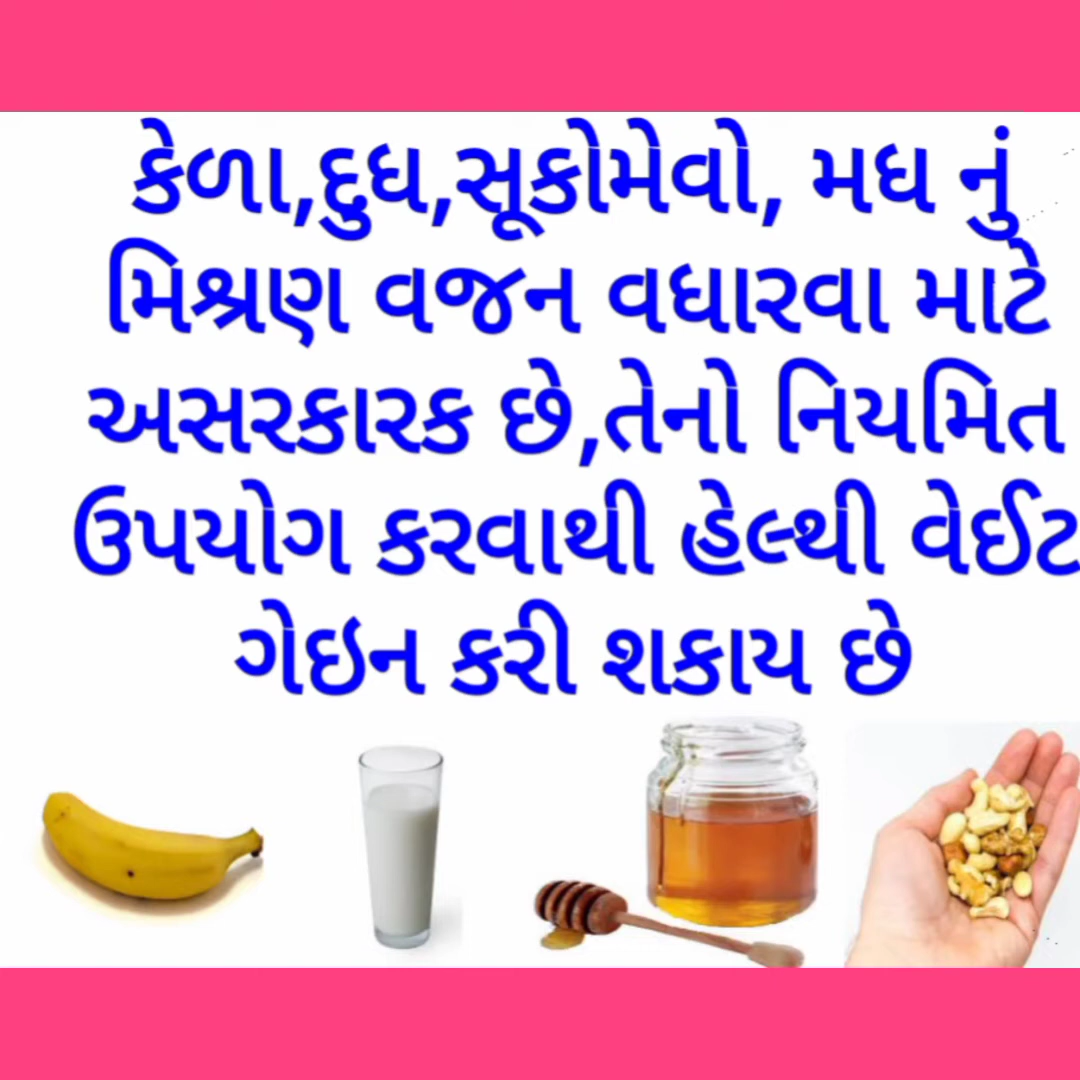 કેળા,દુધ,સૂકોમેવો, મધ નું
મિશ્રણ વજન વધારવા માટે
અસરકારક છે,તેનો નિયમિત
ઉપયોગ કરવાથી હેલ્થી વેઈટ
ગેઇન કરી શકાય છે